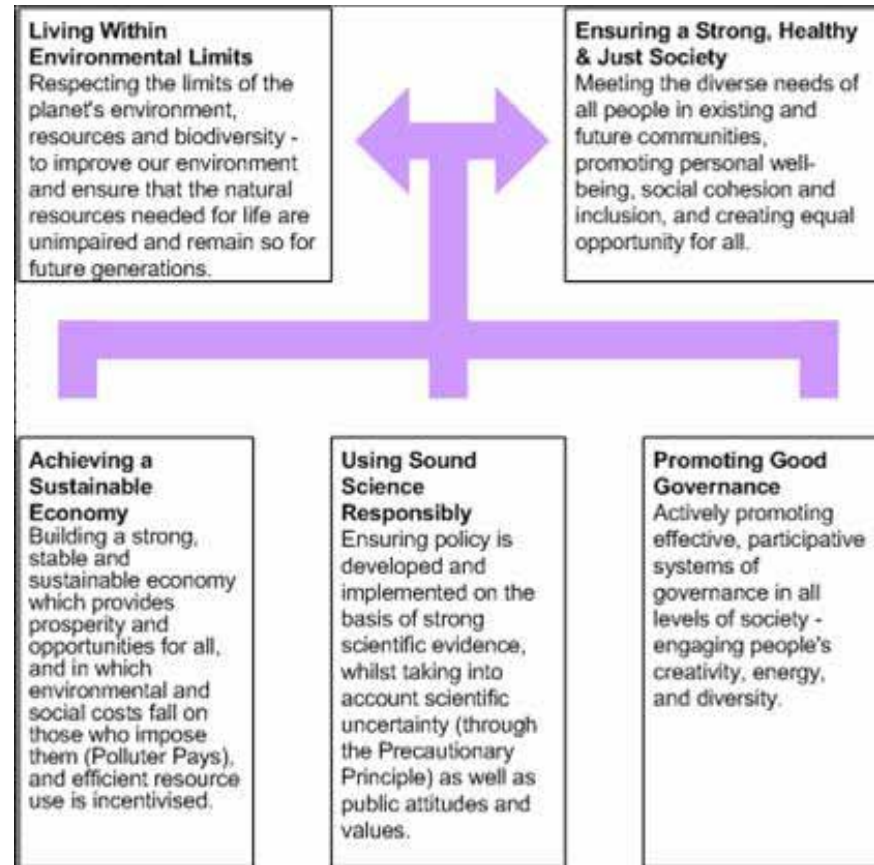 Living Within
Environmental Limits
Respecting the limits of the
planet's environment,
resources and biodiversity -
to improve our environment
and ensure that the natural
resources needed for life are
unimpaired and remain so for
future generations.
Ensuring a Strong, Healthy
& Just Society
Meeting the diverse needs of
all people in existing and
future communities,
promoting personal well-
being, social cohesion and
inclusion, and creating equal
opportunity for all.
Achieving a
Sustainable
Economy
Building a strong,
stable and
sustainable economy
which provides
prosperity and
opportunities for all,
and in which
environmental and
social costs fall on
those who impose
them (Polluter Pays),
and efficient resource
use is incentivised.
Using Sound
Science
Responsibly
Ensuring policy is
developed and
implemented on the
basis of strong
scientific evidence,
whilst taking into
account scientific
uncertainty (through
the Precautionary
Principle) as well as
public attitudes and
values.
Promoting Good
Governance
Actively promoting
effective, participative
systems of
governance in all
levels of society -
engaging people's
creativity, energy,
and diversity.